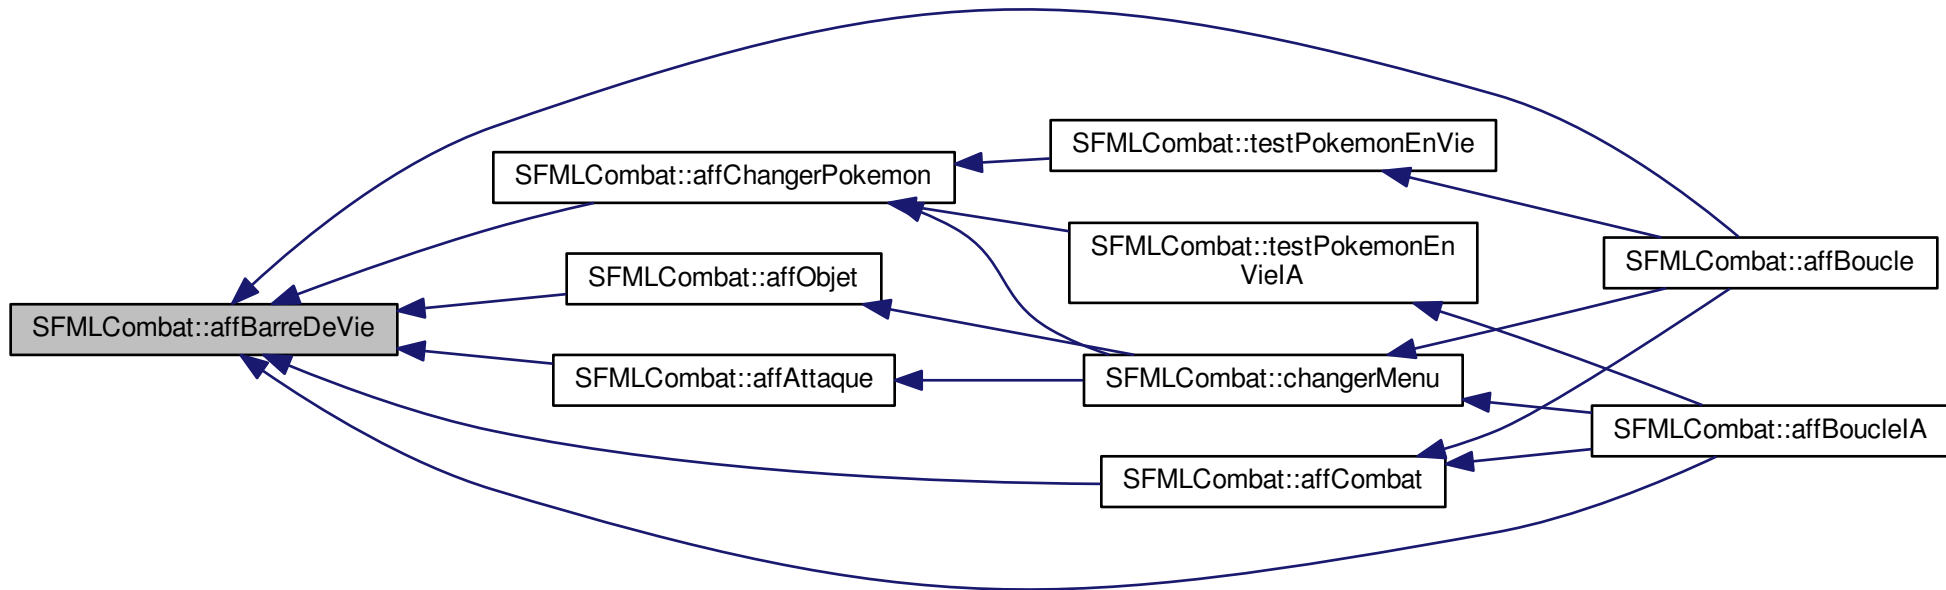 SFMLCombat::affBarreDeVie
SFMLCombat::affChangerPokemon
SFMLCombat::affObjet
SFMLCombat::affAttaque
SFMLCombat::testPokemonEnVie
SFMLCombat::testPokemonEn
VieIA
SFMLCombat::changerMenu
SFMLCombat::affCombat
SFMLCombat::affBoucle
SFMLCombat::affBoucleIA